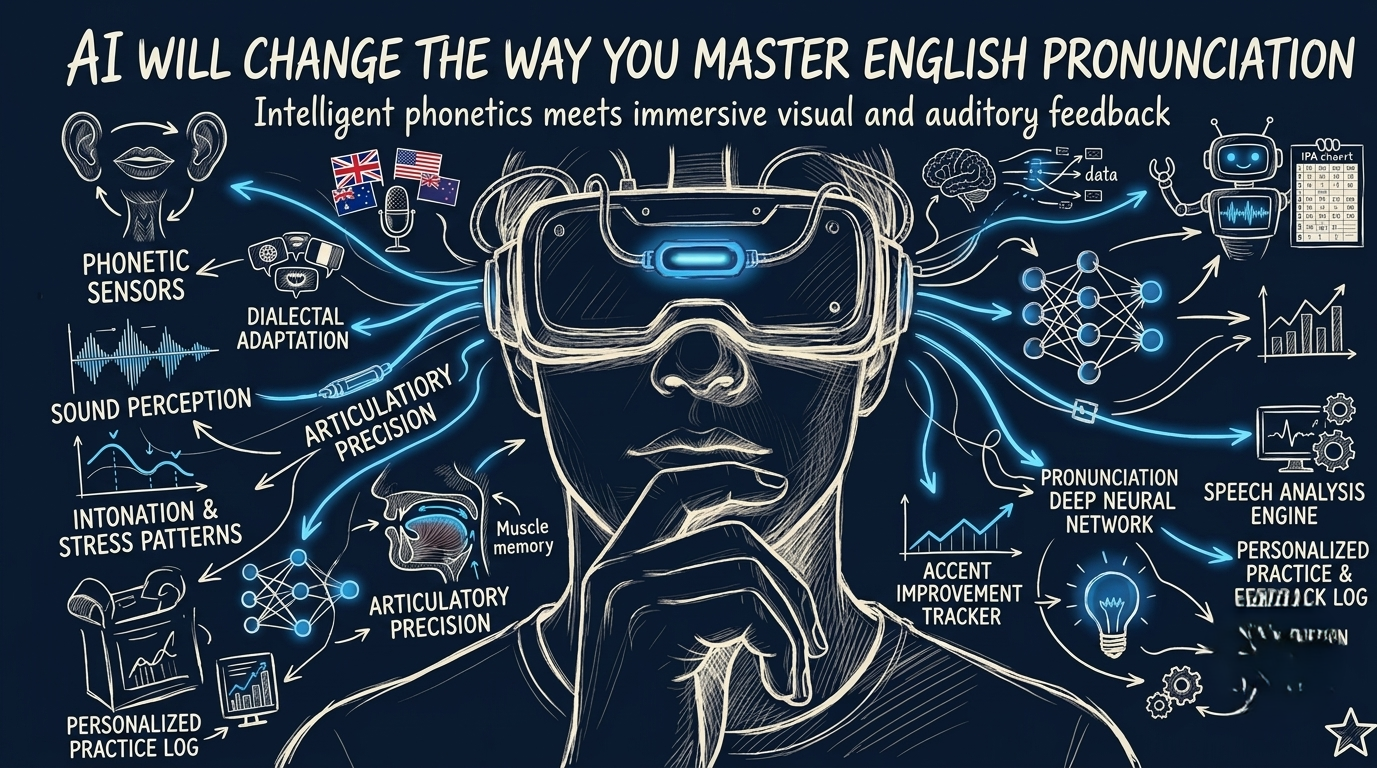 AI WILL CHANGE THE WAY YOU MASTER ENGLISH PRONUNCIATION
Intelligent phonetics meets immersive visual and auditory feedback
PHONETIC
SENSORS
DIALECTAL
ADAPTATION
SOUND PERCEPTION
ARTICULATIORY
PRECISION
INTONATION &
STRESS PATTERNS
Muscle
memory
ARTICULATORY
PRECISION
PERSONALIZED
PRACTICE LOG
data
IPA chart
PRONUNCIATION
DEEP NEURAL
NETWORK
SPEECH ANALYSIS
ENGINE
ACCENT
IMPROVEMENT
TRACKER
PERSONALIZED
PRACTICE &
LOG